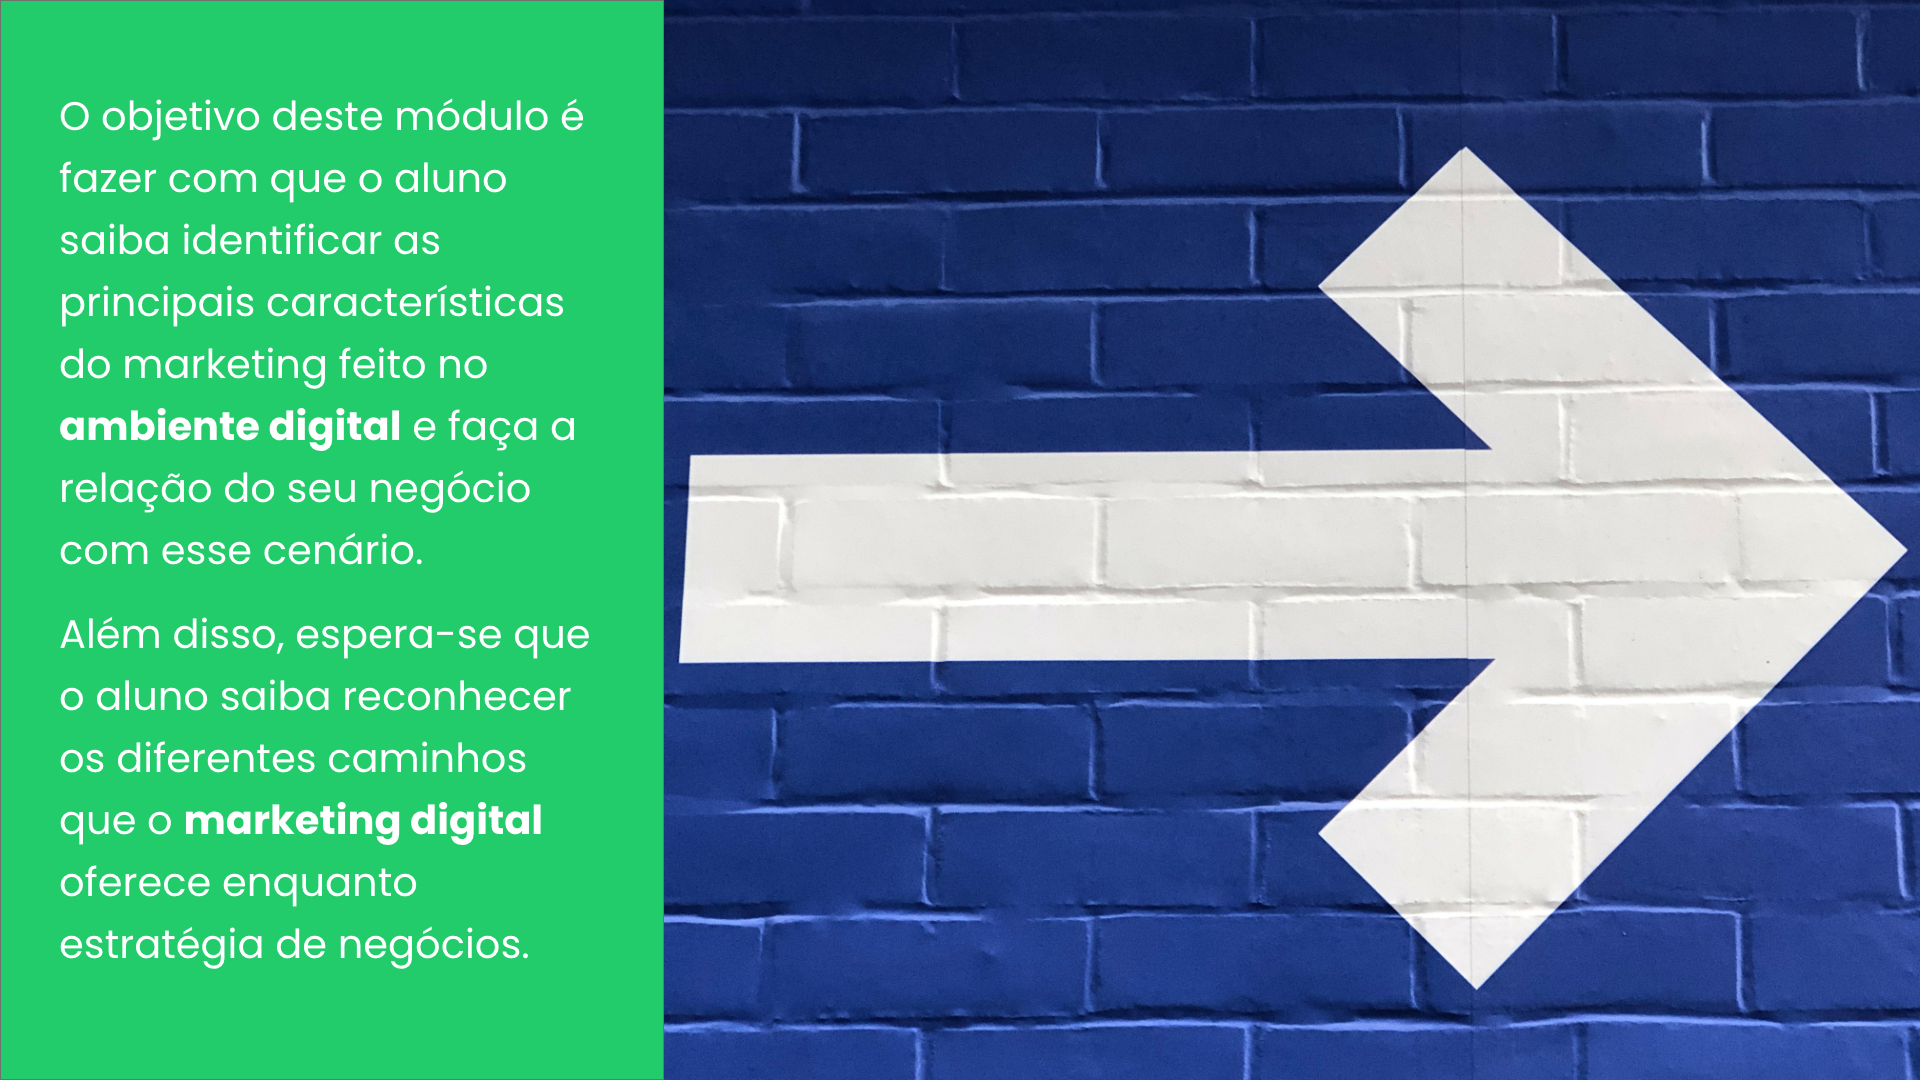 O objetivo deste módulo é
fazer com que o aluno
saiba identificar as
principais características
do marketing feito no
ambiente digital e faça a
relação do seu negócio
com esse cenário.
Além disso, espera-se que
o aluno saiba reconhecer
os diferentes caminhos
que o marketing digital
oferece enquanto
estratégia de negócios.